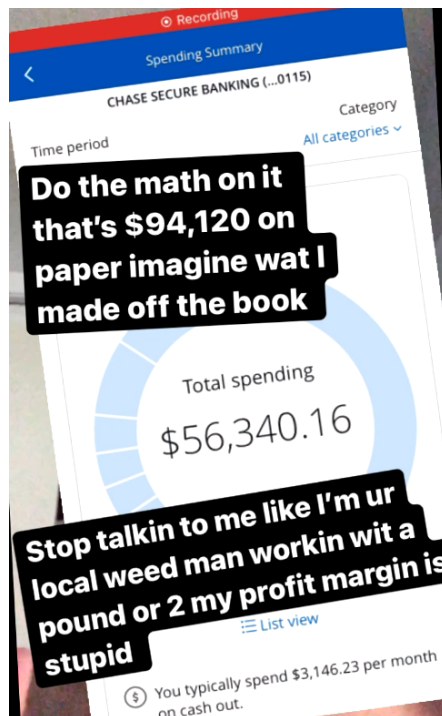 Recording
Spending Summary
CHASE SECURE BANKING (...0115)
Time period
Category
All categories
Do the math on it
that's $94,120 on
paper imagine wat I
made off the book
Total spending
$56,340.16
Stop talkin to me like I'm ur
local weed man workin wit a
pound or 2 my profit margin is
stupid
List view
You typically spend $3,146.23 per month
on cash out.